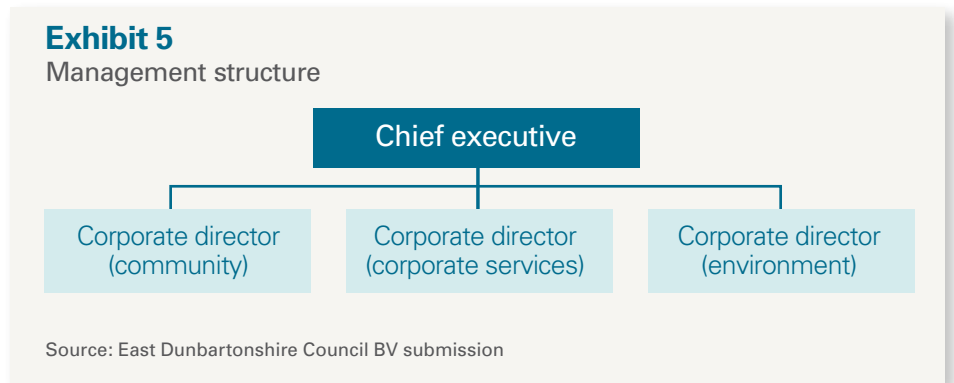 Exhibit 5
Management structure
Chief executive
Corporate director
(community)
Corporate director
(corporate services)
Corporate director
(environment)
Source: East Dunbartonshire Council BV submission